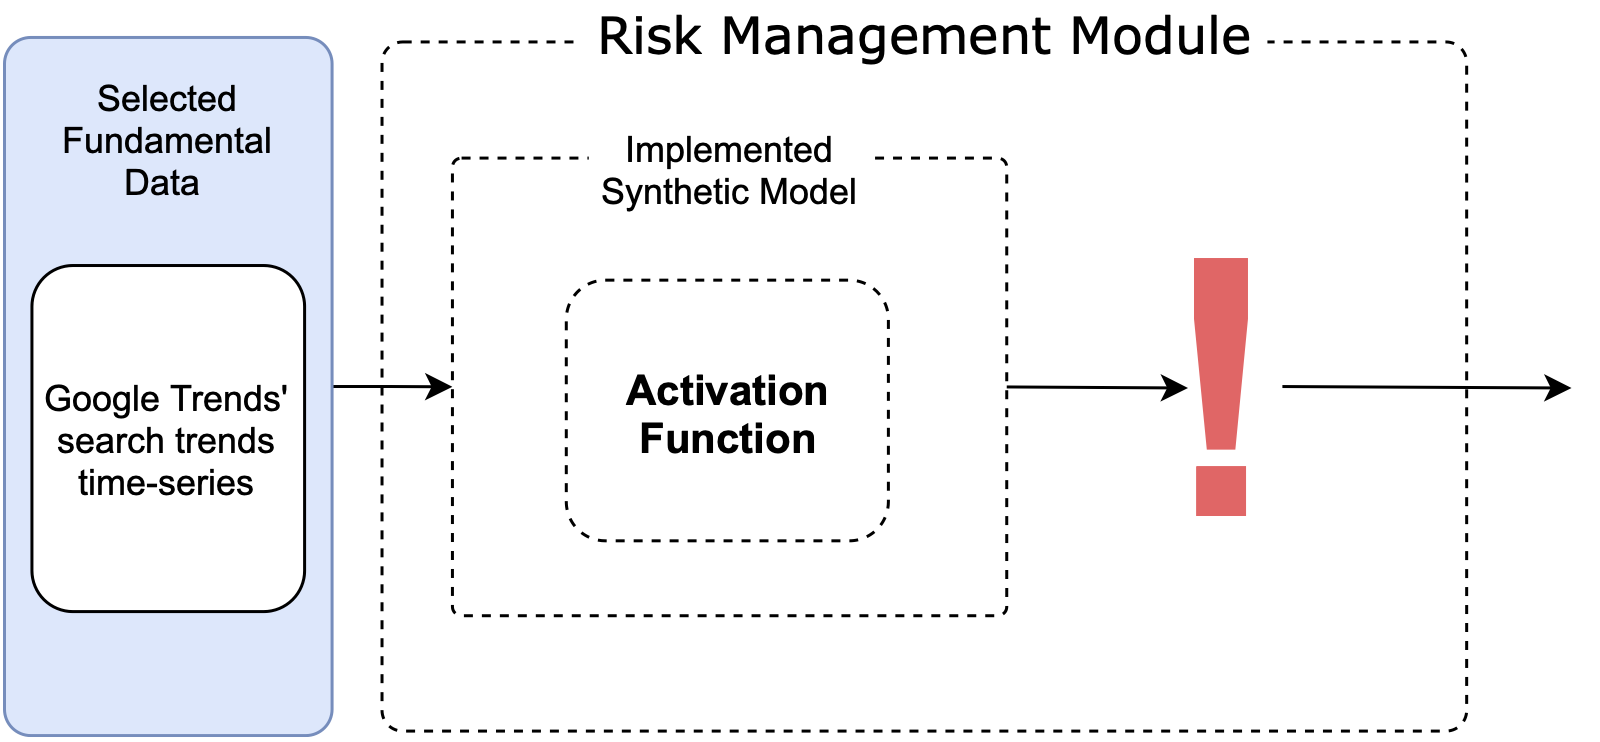 Risk Management Module
Selected
Fundamental
Data
Implemented
Synthetic Model
Google Trends'
search trends
time-series
Activation
Function
!